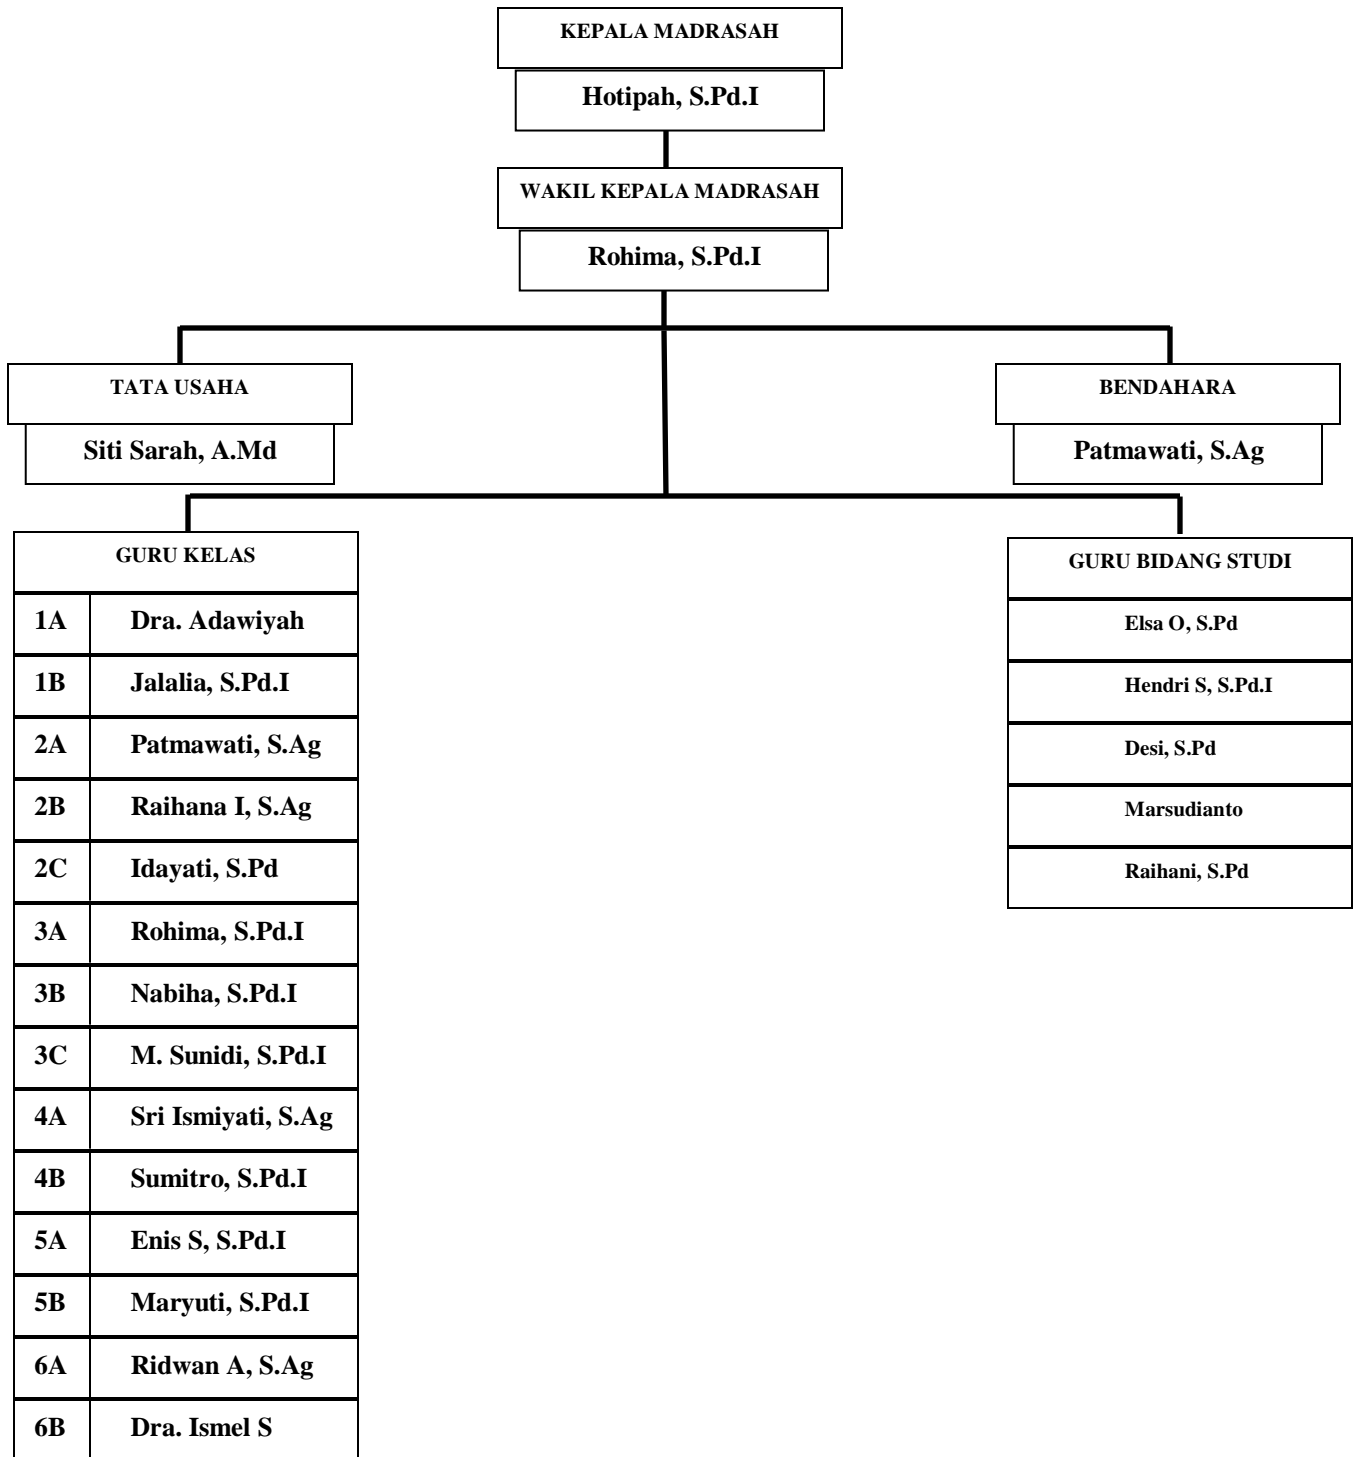 KEPALA MADRASAH
Hotipah, S.Pd.I
WAKIL KEPALA MADRASAH
Rohima, S.Pd.I
TATA USAHA
Siti Sarah, A.Md
BENDAHARA
Patmawati, S.Ag
GURU KELAS
1A Dra. Adawiyah
1B Jalalia, S.Pd.I
2A Patmawati, S.Ag
2B Raihana I, S.Ag
2C Idayati, S.Pd
3A Rohima, S.Pd.I
3B Nabiha, S.Pd.I
3C M. Sunidi, S.Pd.I
4A Sri Ismiyati, S.Ag
4B Sumitro, S.Pd.I
5A Enis S, S.Pd.I
5B Maryuti, S.Pd.I
6A Ridwan A, S.Ag
6B Dra. Ismel S
GURU BIDANG STUDI
Elsa O, S.Pd
Hendri S, S.Pd.I
Desi, S.Pd
Marsudianto
Raihani, S.Pd